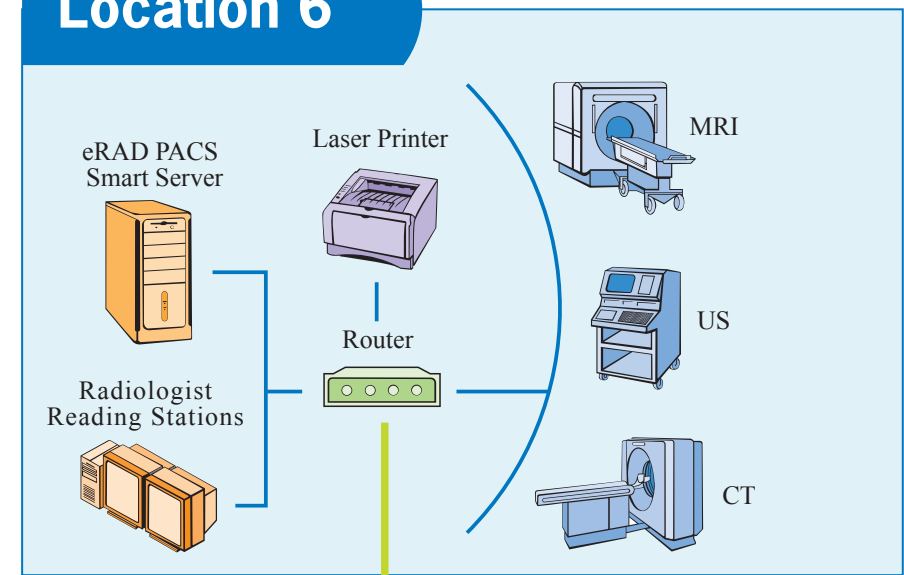 Location 6
eRAD PACS
Smart Server
Laser Printer
MRI
Router
US
Radiologist
Reading Stations
CT